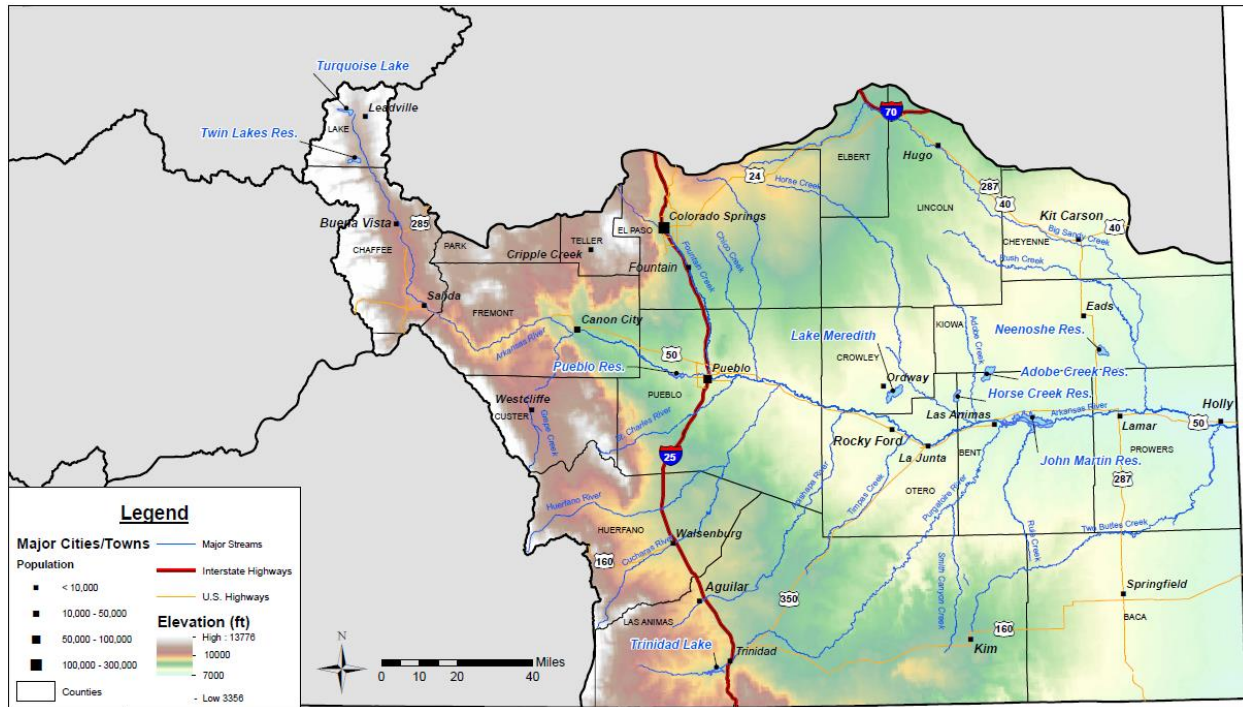 Turquoise Lake
Leadville
LAKE
Twin Lakes Res.
Buena Vista
285
CHAFFEE
PARK
TELLER
Cripple Creek
EL PASO
Colorado Springs
Fountain
Fountain Creek
Chico Creek
24
Horse Creek
ELBERT
70
Hugo
LINCOLN
287
40
Kit Carson
40
Big Sandy Creek
CHEYENNE
Rush Creek
Salida
FREMONT
Canon City
Arkansas River
50
Pueblo Res.
Pueblo
PUEBLO
Lake Meredith
CROWLEY
Ordway
KIOWA
Adobe Creek
Eads
Neenoshe Res.
Adobe Creek Res.
Horse Creek Res.
Westcliffe
CUSTER
Grape Creek
St. Charles River
25
Las Animas
Arkansas River
Holly
50
Lamar
Rocky Ford
La Junta
BENT
PROWERS
John Martin Res.
OTERO
287
Huerfano River
HUERFANO
Apishapa River
Timpas Creek
Purgatoire River
Rule Creek
Two Buttes Creek
Smith Canyon Creek
160
Cucharas River
Walsenburg
Aguilar
350
LAS ANIMAS
Springfield
BACA
160
Kim
Trinidad Lake
Trinidad
Legend
Major Cities/Towns
Population
< 10,000
10,000 - 50,000
50,000 - 100,000
100,000 - 300,000
Counties
Major Streams
Interstate Highways
U.S. Highways
Elevation (ft)
High : 13776
10000
7000
Low 3356
N
0
10
20
40
Miles